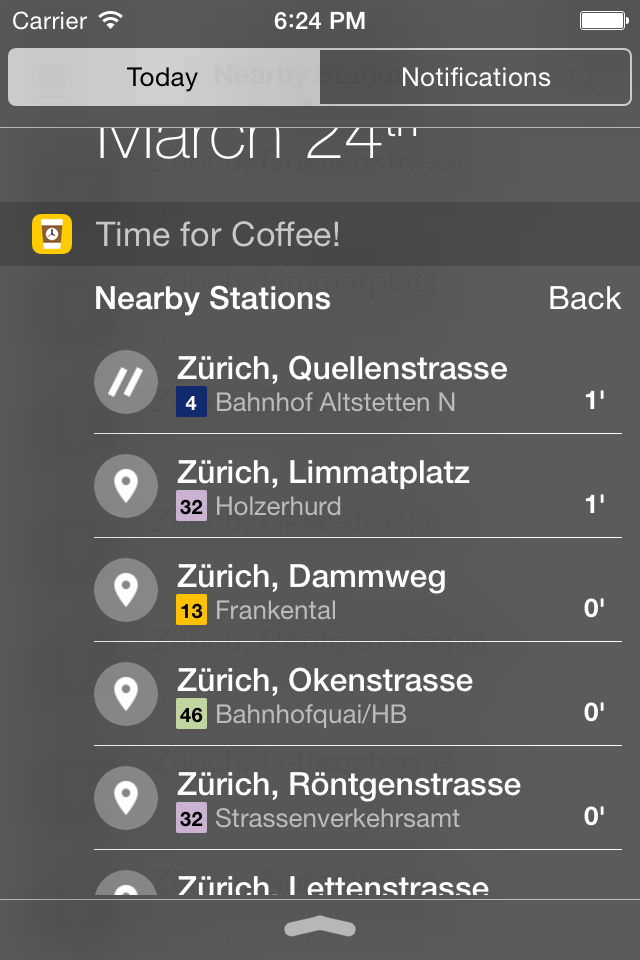 Carrier 6:24 PM
Today Notifications
March 24th
Time for Coffee!
Nearby Stations Back
Zürich, Quellenstrasse
4 Bahnhof Altstetten N 1'
Zürich, Limmatplatz
32 Holzerhurd 1'
Zürich, Dammweg
13 Frankental 0'
Zürich, Okenstrasse
46 Bahnhofquai/HB 0'
Zürich, Röntgenstrasse
32 Strassenverkehrsamt 0'
Zürich, Lettenstrasse